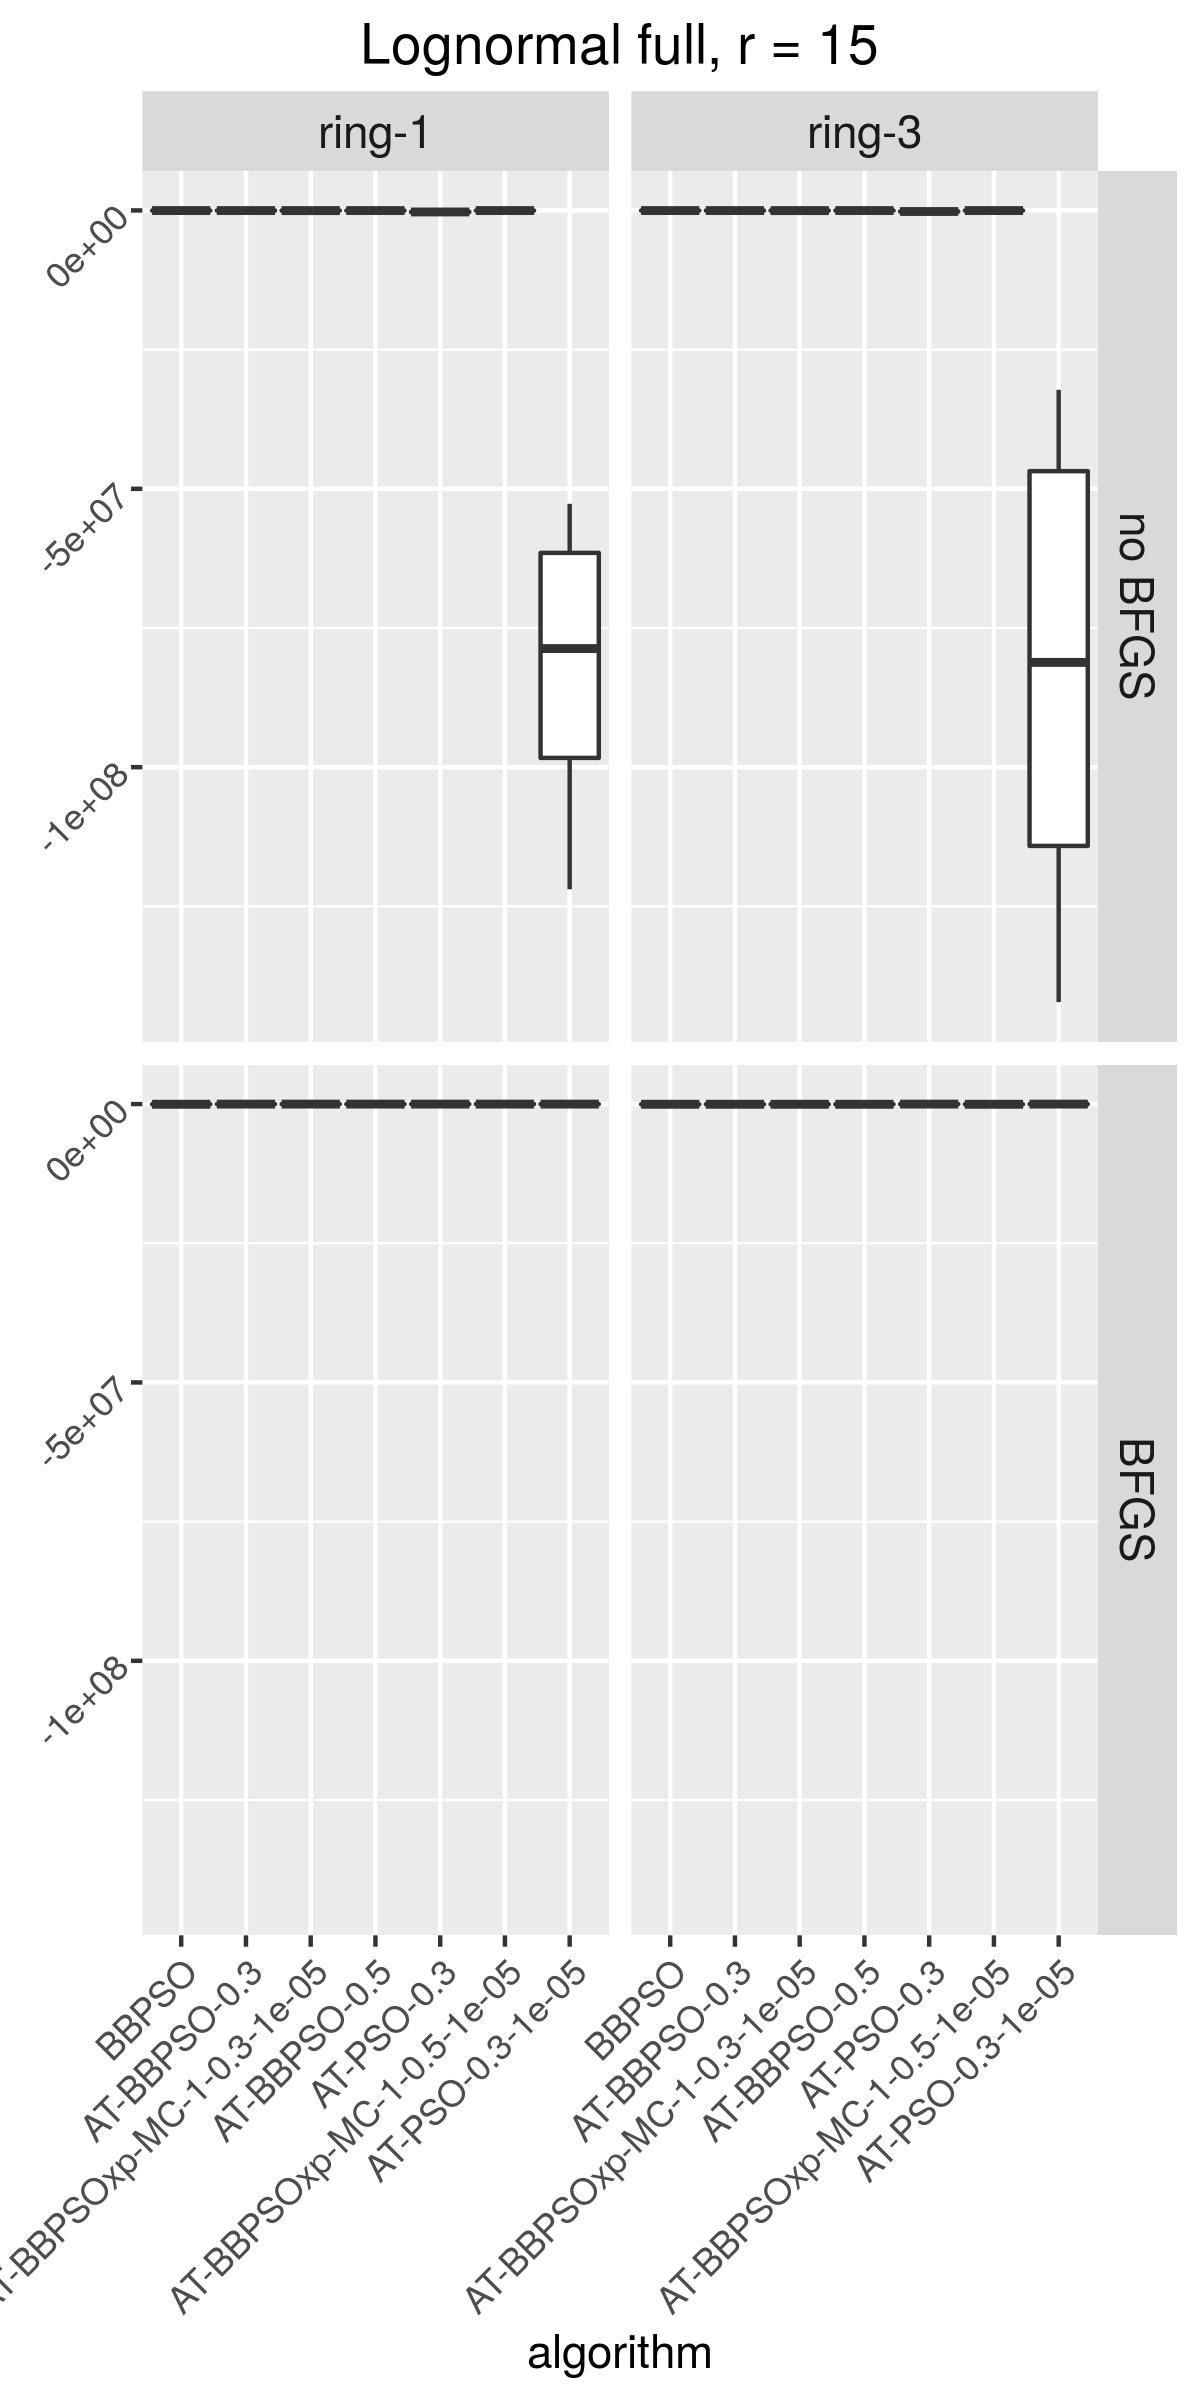 Lognormal full, r = 15
ring-1
ring-3
0e+00
-5e+07
-1e+08
no BFGS
0e+00
-5e+07
-1e+08
BFGS
BBPSO
AT-BBPSO-0.3
T-BBPSOxp-MC-1-0.3-1e-05
AT-BBPSO-0.5
AT-PSO-0.3
AT-BBPSOxp-MC-1-0.5-1e-05
AT-PSO-0.3-1e-05
BBPSO
AT-BBPSO-0.3
AT-BBPSOxp-MC-1-0.3-1e-05
AT-BBPSO-0.5
AT-PSO-0.3
AT-BBPSOxp-MC-1-0.5-1e-05
AT-PSO-0.3-1e-05
algorithm